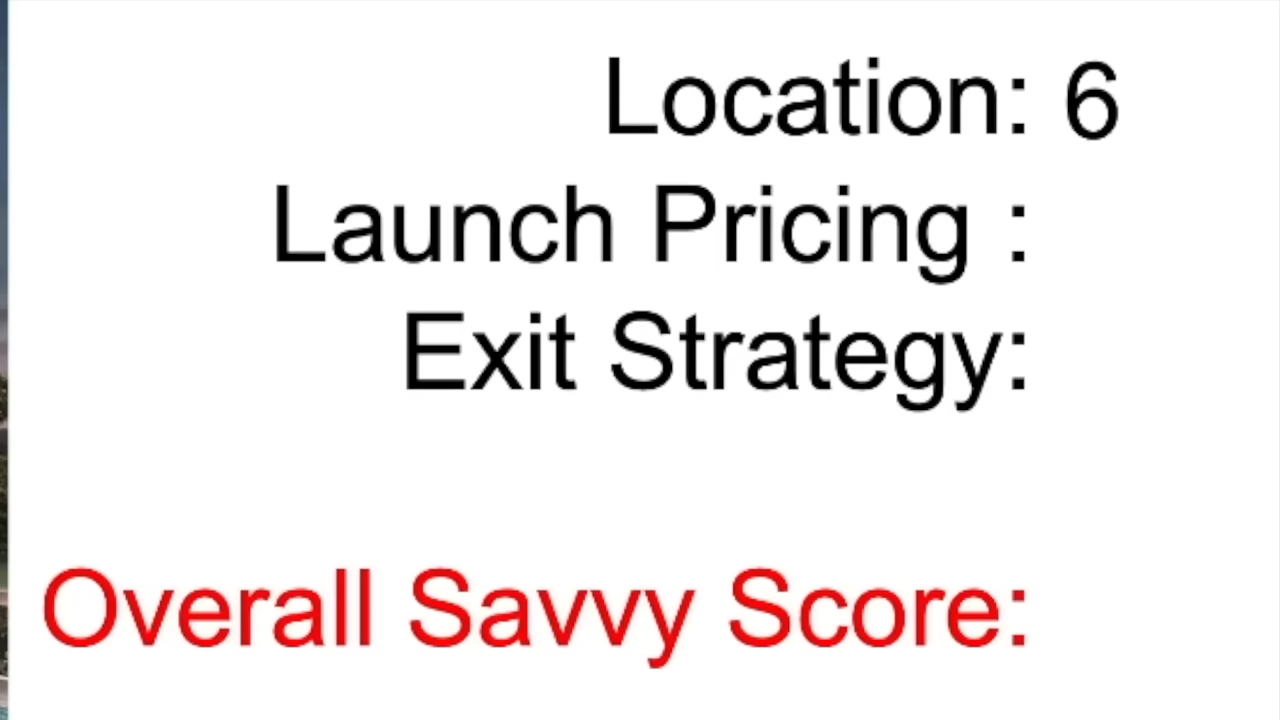 Location: 6
Launch Pricing :
Exit Strategy:
Overall Savvy Score: